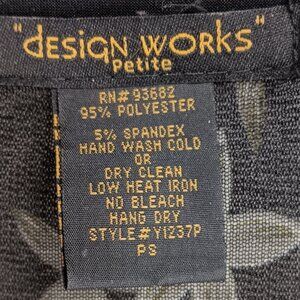 "design works"
Petite
RN# 93682
95% POLYESTER
5% SPANDEX
HAND WASH COLD
OR
DRY CLEAN
LOW HEAT IRON
NO BLEACH
HANG DRY
STYLE#Y1237P
PS